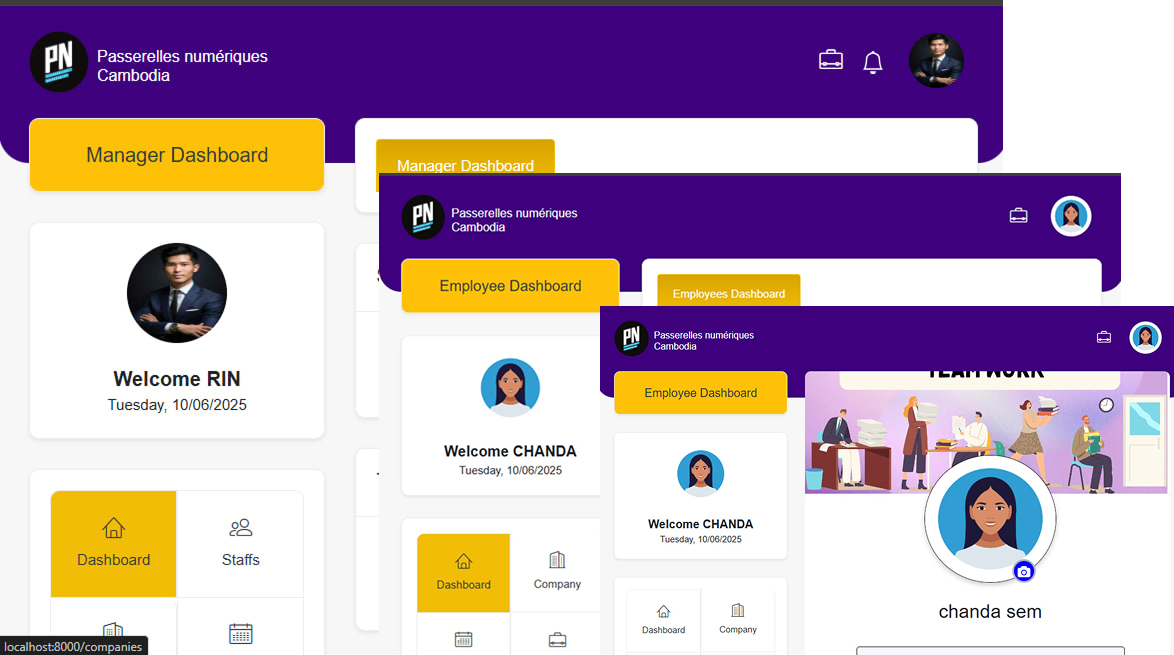 PN
Passerelles numériques
Cambodia
Manager Dashboard
Manager Dashboard
Welcome RIN
Tuesday, 10/06/2025
Dashboard
Staffs
localhost:8000/companies
PN
Passerelles numériques
Cambodia
Employee Dashboard
Employees Dashboard
Welcome CHANDA
Tuesday, 10/06/2025
Dashboard
Company
PN
Passerelles numériques
Cambodia
Employee Dashboard
TEAM WORK
Welcome CHANDA
Tuesday, 10/06/2025
Dashboard
Company
chanda sem